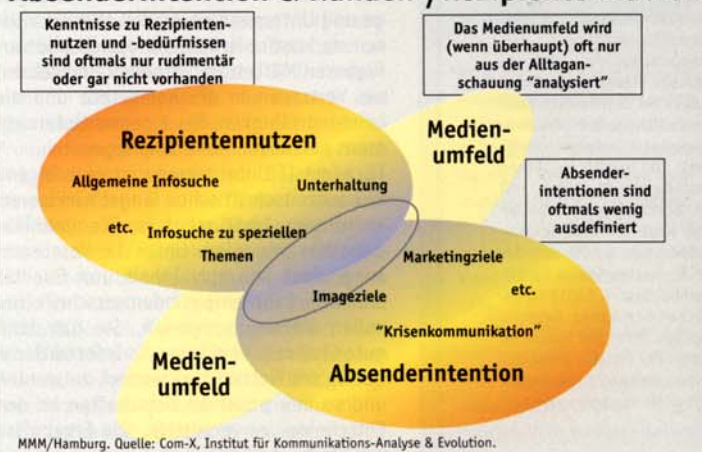 Absenderintention & Kunden-/
Kenntnisse zu Rezipienten-
nutzen und -bedürfnissen
sind oftmals nur rudimentär
oder gar nicht vorhanden
Das Medienumfeld wird
(wenn überhaupt) oft nur
aus der Alltagan-
schauung "analysiert"
Rezipientennutzen
Medien-
umfeld
Allgemeine Infosuche
Unterhaltung
etc.
Infosuche zu speziellen
Themen
Absender-
intentionen sind
oftmals wenig
ausdefiniert
Marketingziele
Imageziele
etc.
"Krisenkommunikation"
Medien-
umfeld
Absenderintention
MMM/Hamburg. Quelle: Com-X, Institut für Kommunikations-Analyse & Evolution.